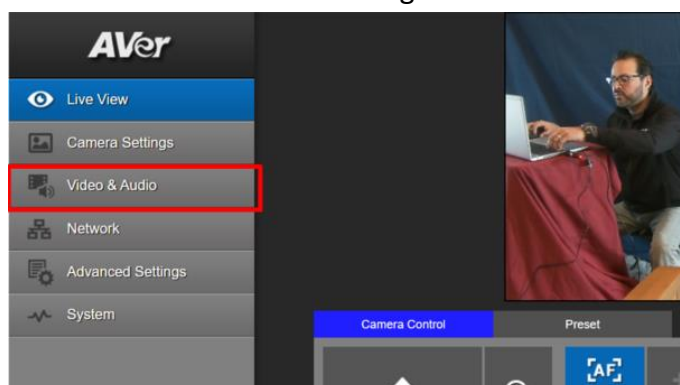 AVer
Live View
Camera Settings
Video & Audio
Network
Advanced Settings
System
Camera Control
Preset
AF